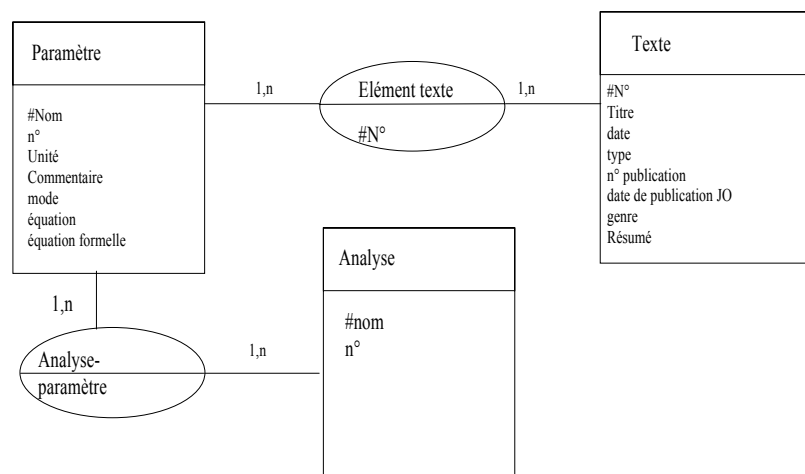 Paramètre
#Nom
n°
Unité
Commentaire
mode
équation
équation formelle
1,n
Elément texte
#N°
1,n
Texte
#N°
Titre
date
type
n° publication
date de publication JO
genre
Résumé
1,n
Analyse-
paramètre
1,n
Analyse
#nom
n°